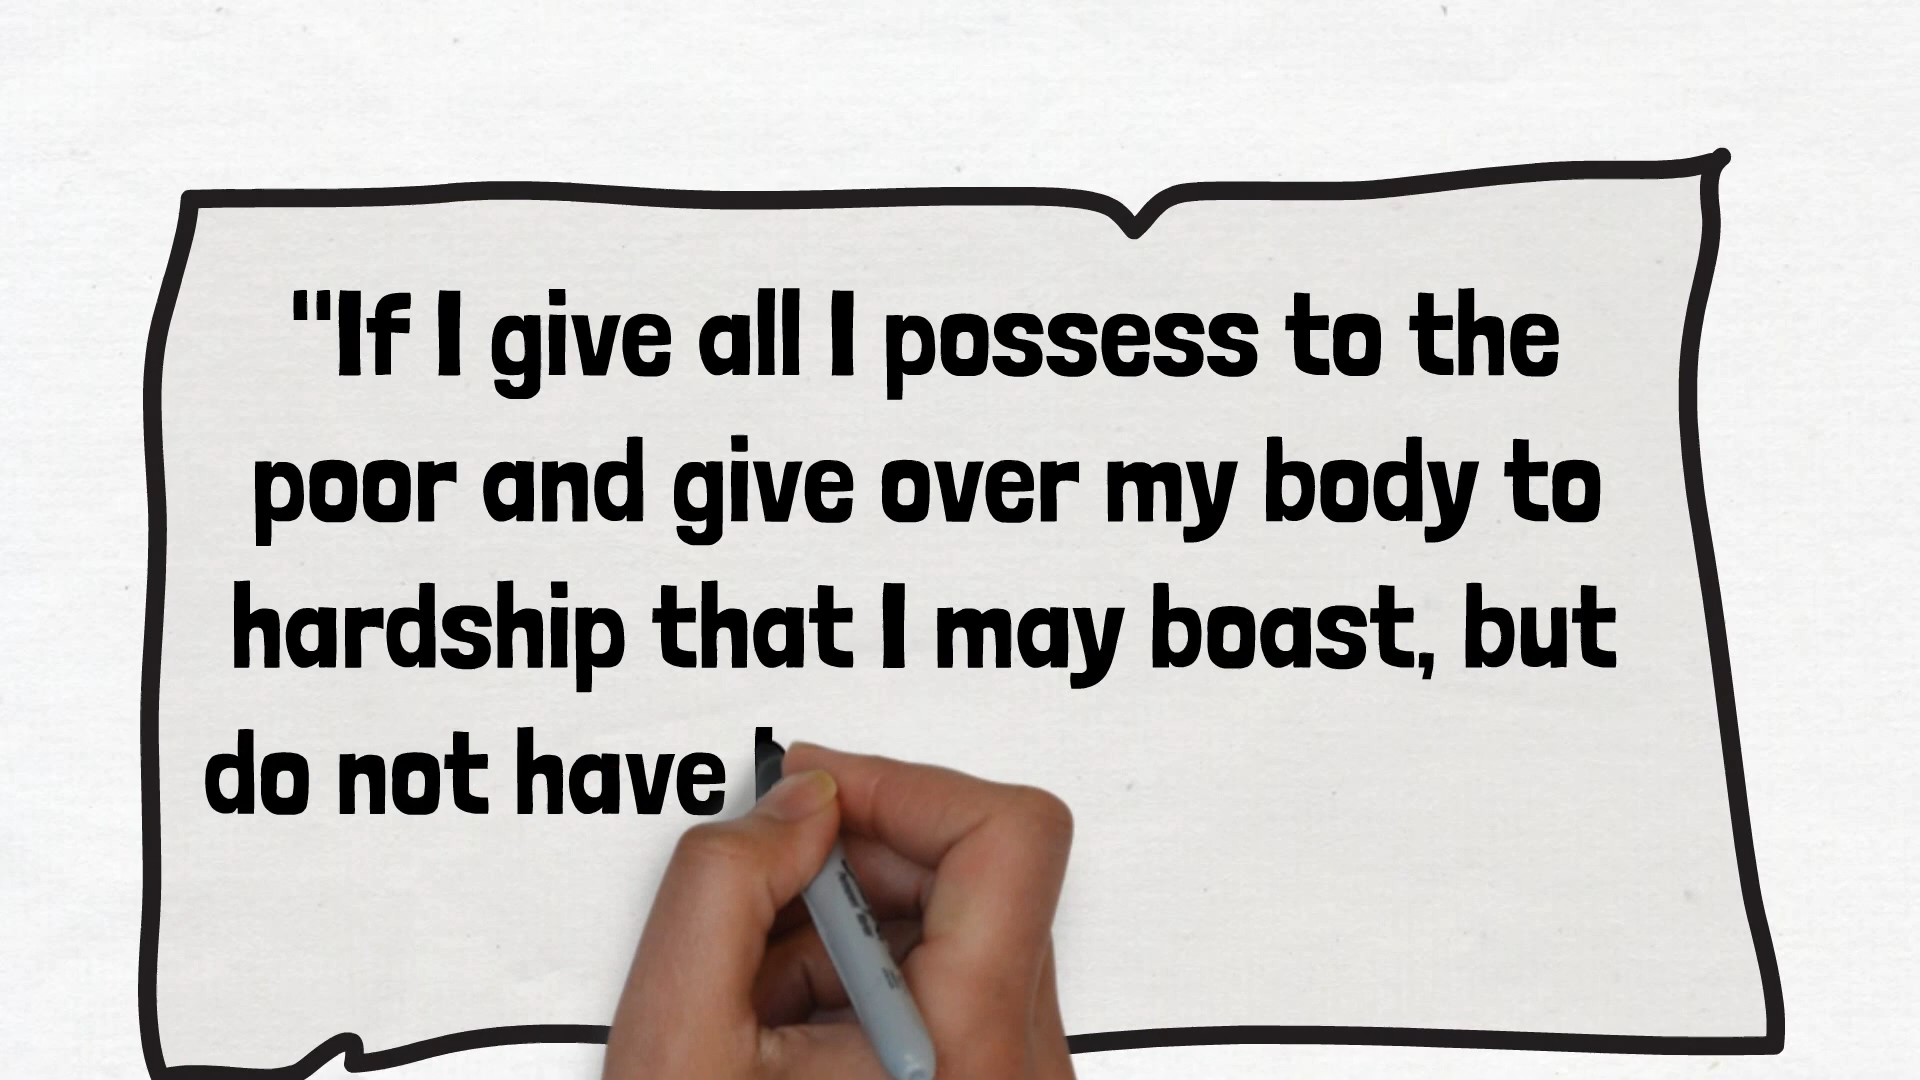 "If I give all I possess to the
poor and give over my body to
hardship that I may boast, but
do not have